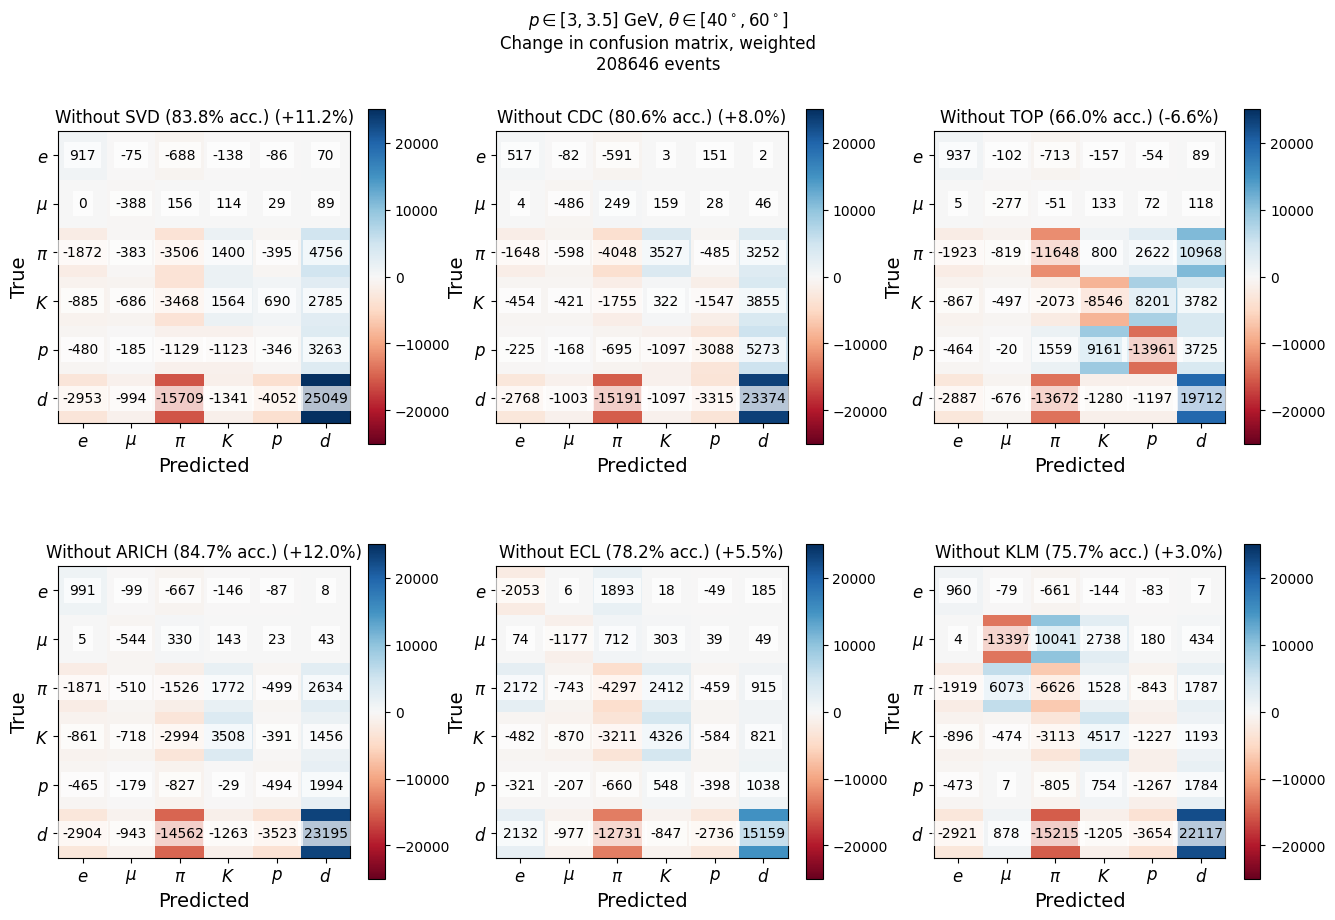 p ∈ [3, 3.5] GeV, θ ∈ [40°, 60°]
Change in confusion matrix, weighted
208646 events
Without SVD (83.8% acc.) (+11.2%)
e 917 -75 -688 -138 -86 70
μ 0 -388 156 114 29 89
π -1872 -383 -3506 1400 -395 4756
K -885 -686 -3468 1564 690 2785
p -480 -185 -1129 -1123 -346 3263
d -2953 -994 -15709 -1341 -4052 25049
e μ π K p d
True
Predicted
20000
10000
0
−10000
−20000
Without CDC (80.6% acc.) (+8.0%)
e 517 -82 -591 3 151 2
μ 4 -486 249 159 28 46
π -1648 -598 -4048 3527 -485 3252
K -454 -421 -1755 322 -1547 3855
p -225 -168 -695 -1097 -3088 5273
d -2768 -1003 -15191 -1097 -3315 23374
e μ π K p d
True
Predicted
20000
10000
0
−10000
−20000
Without TOP (66.0% acc.) (-6.6%)
e 937 -102 -713 -157 -54 89
μ 5 -277 -51 133 72 118
π -1923 -819 -11648 800 2622 10968
K -867 -497 -2073 -8546 8201 3782
p -464 -20 1559 9161 -13961 3725
d -2887 -676 -13672 -1280 -1197 19712
e μ π K p d
True
Predicted
20000
10000
0
−10000
−20000
Without ARICH (84.7% acc.) (+12.0%)
e 991 -99 -667 -146 -87 8
μ 5 -544 330 143 23 43
π -1871 -510 -1526 1772 -499 2634
K -861 -718 -2994 3508 -391 1456
p -465 -179 -827 -29 -494 1994
d -2904 -943 -14562 -1263 -3523 23195
e μ π K p d
True
Predicted
20000
10000
0
−10000
−20000
Without ECL (78.2% acc.) (+5.5%)
e -2053 6 1893 18 -49 185
μ 74 -1177 712 303 39 49
π 2172 -743 -4297 2412 -459 915
K -482 -870 -3211 4326 -584 821
p -321 -207 -660 548 -398 1038
d 2132 -977 -12731 -847 -2736 15159
e μ π K p d
True
Predicted
20000
10000
0
−10000
−20000
Without KLM (75.7% acc.) (+3.0%)
e 960 -79 -661 -144 -83 7
μ 4 -13397 10041 2738 180 434
π -1919 6073 -6626 1528 -843 1787
K -896 -474 -3113 4517 -1227 1193
p -473 7 -805 754 -1267 1784
d -2921 878 -15215 -1205 -3654 22117
e μ π K p d
True
Predicted
20000
10000
0
−10000
−20000